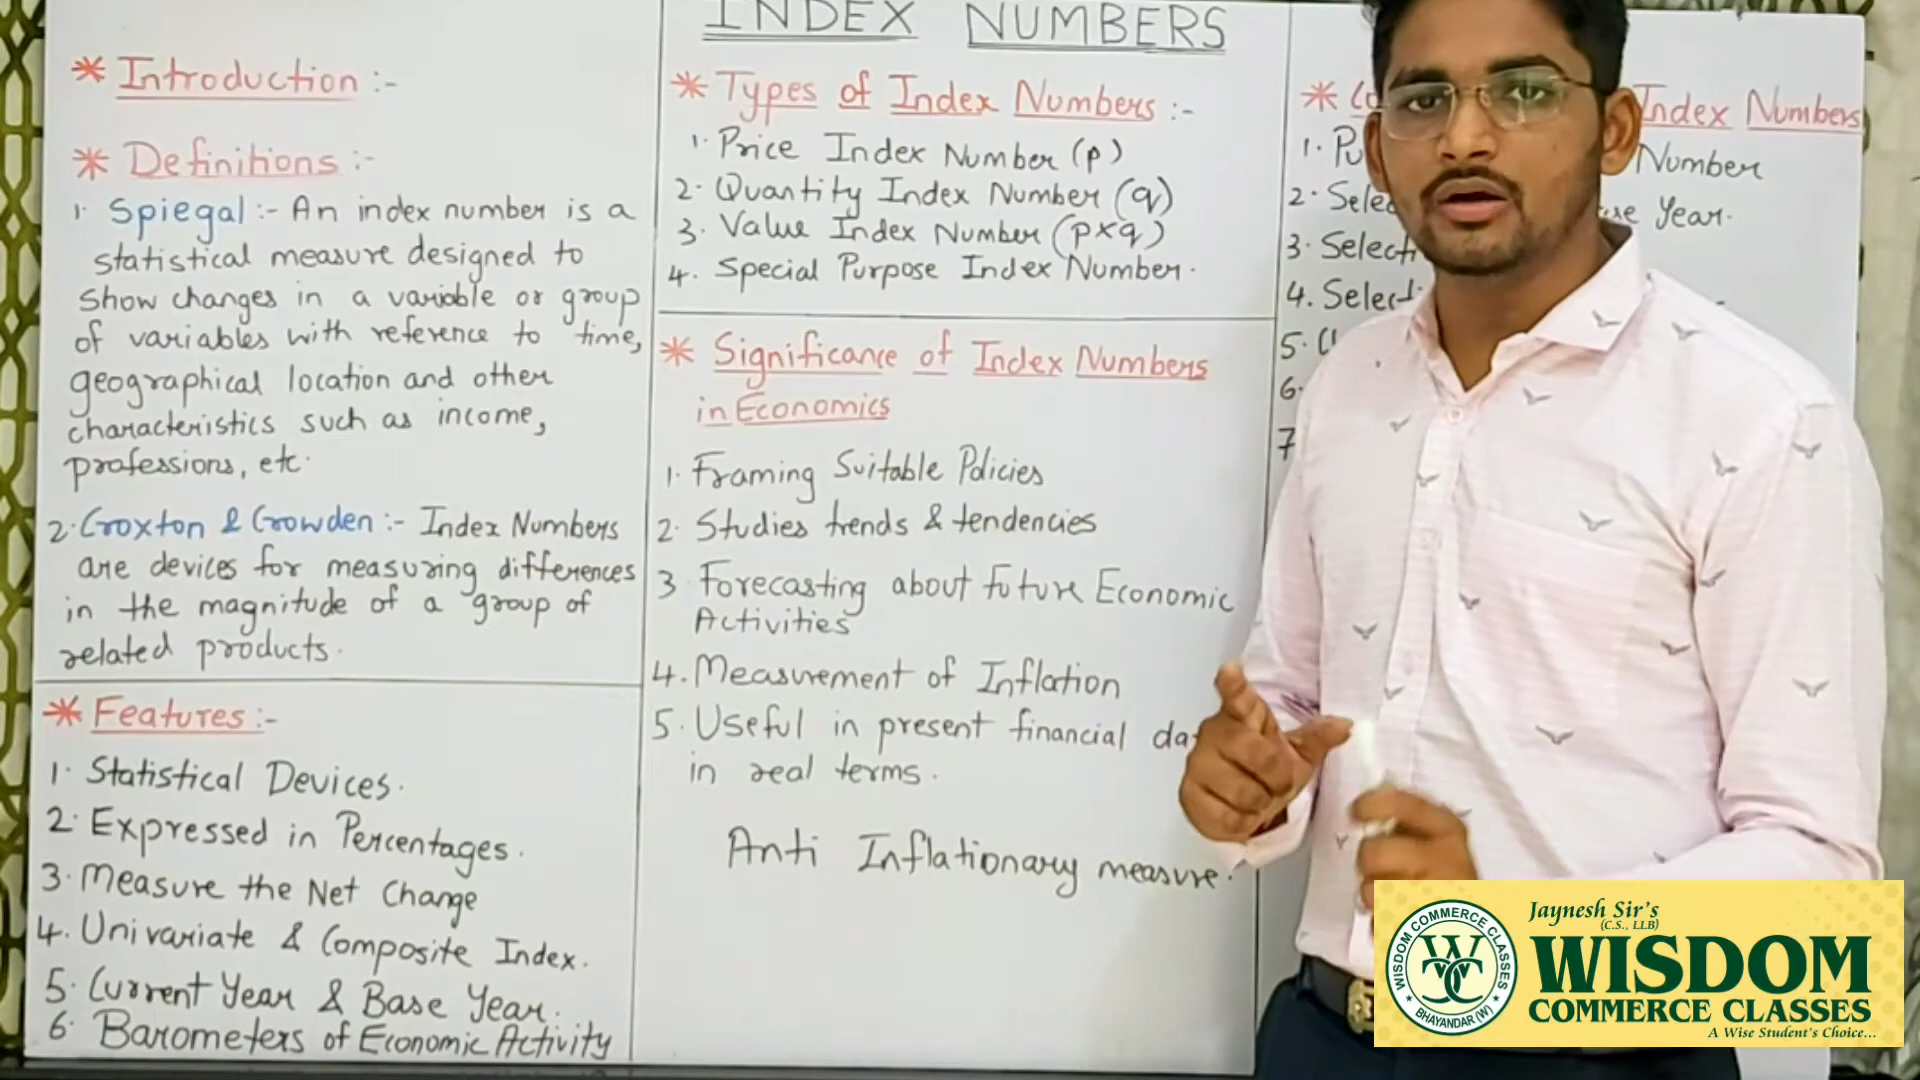 INDEX NUMBERS
* Introduction :-
* Definitions :-
1. Spiegal :- An index number is a
statistical measure designed to
show changes in a variable or group
of variables with reference to time,
geographical location and other
characteristics such as income,
professions, etc.
2. Croxton & Crowden :- Index Numbers
are devices for measuring differences
in the magnitude of a group of
related products.
* Features :-
1. Statistical Devices.
2. Expressed in Percentages.
3. Measure the Net Change
4. Univariate & Composite Index.
5. Current Year & Base Year.
6. Barometers of Economic Activity
* Types of Index Numbers :-
1. Price Index Number (p)
2. Quantity Index Number (q)
3. Value Index Number (p×q)
4. Special Purpose Index Number.
* Significance of Index Numbers
in Economics
1. Framing Suitable Policies
2. Studies trends & tendencies
3 Forecasting about future Economic
Activities
4. Measurement of Inflation
5. Useful in present financial
in real terms.
Anti Inflationary measure.
* Index Numbers
1. Number
2. Year.
3.
4.
5.
6.
7
WISDOM COMMERCE CLASSES
BHAYANDAR (W)
WCC
Jaynesh Sir's
(C.S., LLB)
WISDOM
COMMERCE CLASSES
A Wise Student's Choice...